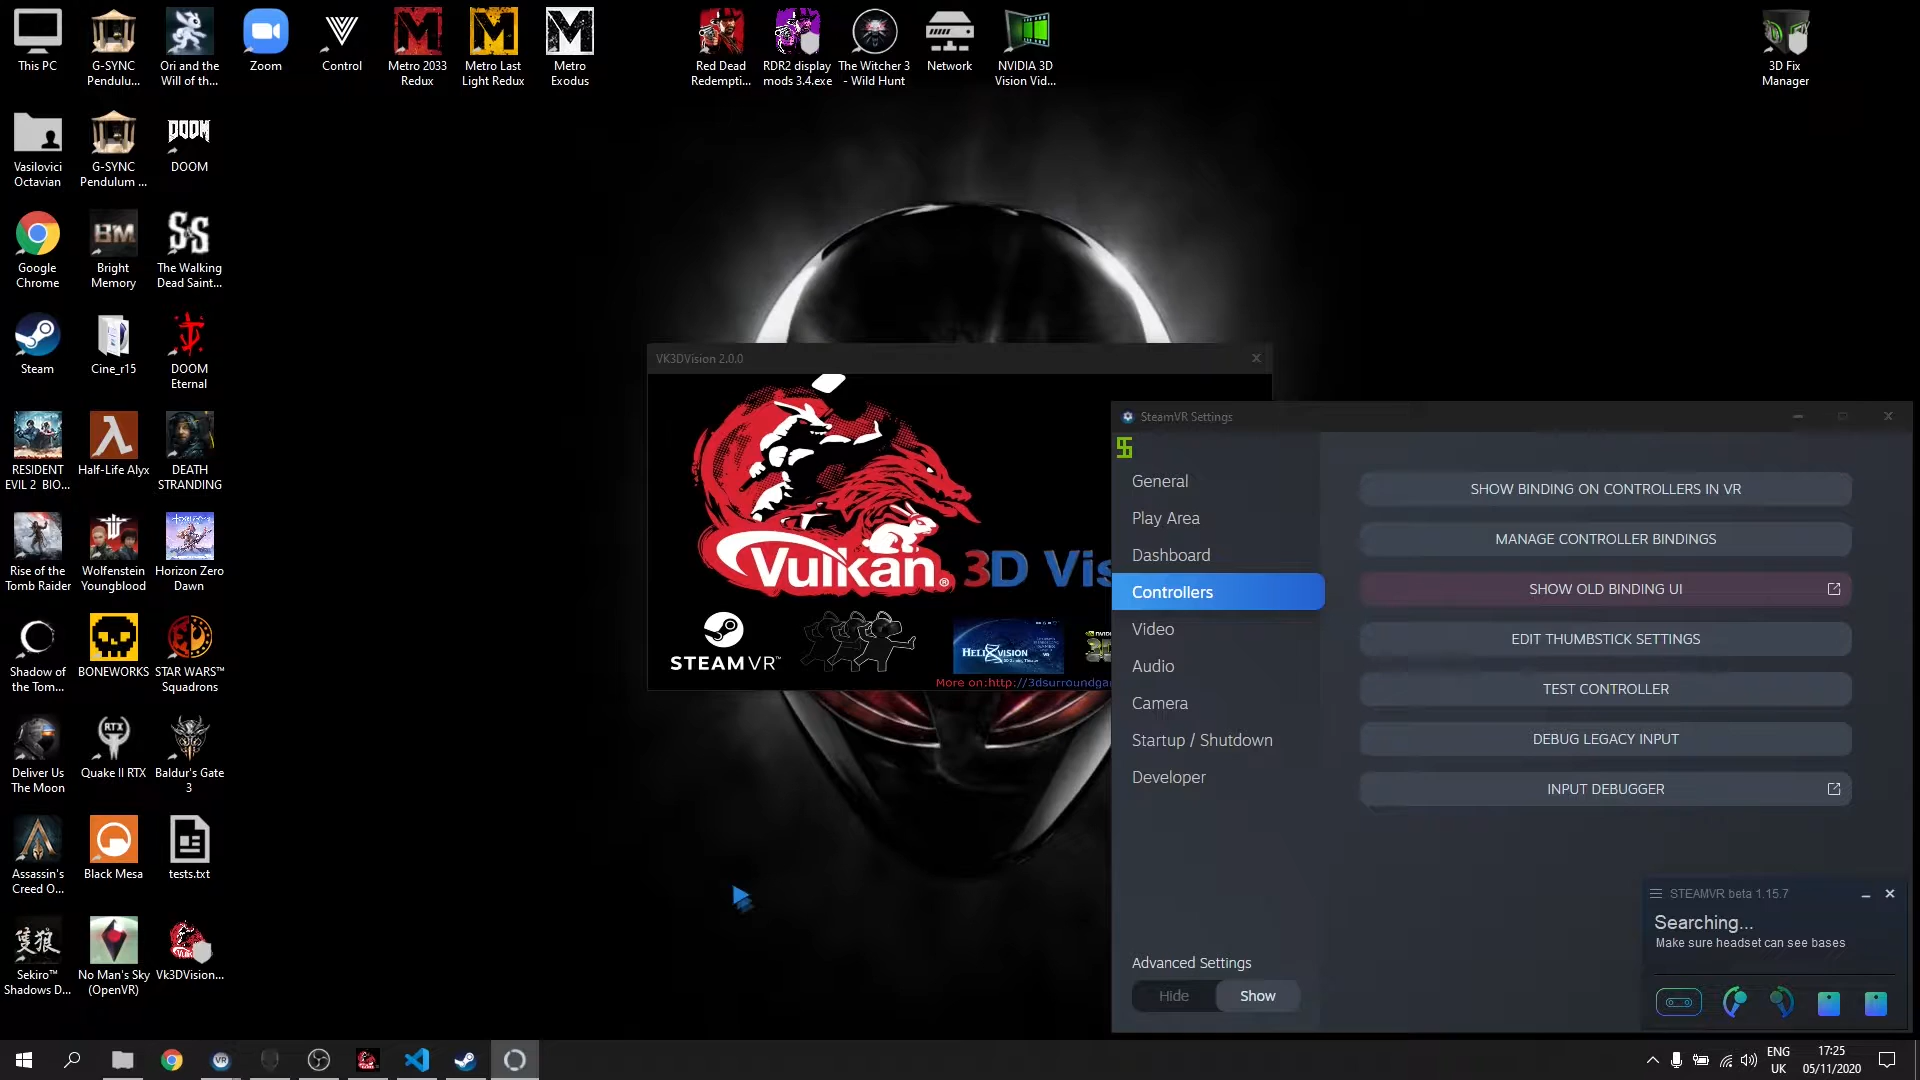 This PC
G-SYNC
Pendulu...
Ori and the
Will of th...
Zoom
Control
Metro 2033
Redux
Metro Last
Light Redux
Metro
Exodus
Red Dead
Redempti...
RDR2 display
mods 3.4.exe
The Witcher 3
- Wild Hunt
Network
NVIDIA 3D
Vision Vid...
3D Fix
Manager
Vasilovici
Octavian
G-SYNC
Pendulum ...
DOOM
DOOM
Google
Chrome
BM
Bright
Memory
S&S
The Walking
Dead Saint...
Steam
Cine_r15
DOOM
Eternal
RESIDENT
EVIL 2 BIO...
Half-Life Alyx
DEATH
STRANDING
Rise of the
Tomb Raider
Wolfenstein
Youngblood
Horizon Zero
Dawn
Shadow of
the Tom...
BONEWORKS
STAR WARS™
Squadrons
Deliver Us
The Moon
RTX
Quake II RTX
Baldur's Gate
3
Assassin's
Creed O...
Black Mesa
tests.txt
隻狼
Sekiro™
Shadows D...
No Man's Sky
(OpenVR)
Vk3DVision...
VK3DVision 2.0.0
Vulkan® 3D Vis
STEAMVR™
HELIXVISION
More on:http://3dsurroundga
SteamVR Settings
General
Play Area
Dashboard
Controllers
Video
Audio
Camera
Startup / Shutdown
Developer
Advanced Settings
Hide
Show
SHOW BINDING ON CONTROLLERS IN VR
MANAGE CONTROLLER BINDINGS
SHOW OLD BINDING UI
EDIT THUMBSTICK SETTINGS
TEST CONTROLLER
DEBUG LEGACY INPUT
INPUT DEBUGGER
STEAMVR beta 1.15.7
Searching...
Make sure headset can see bases
VR
ENG
UK
17:25
05/11/2020